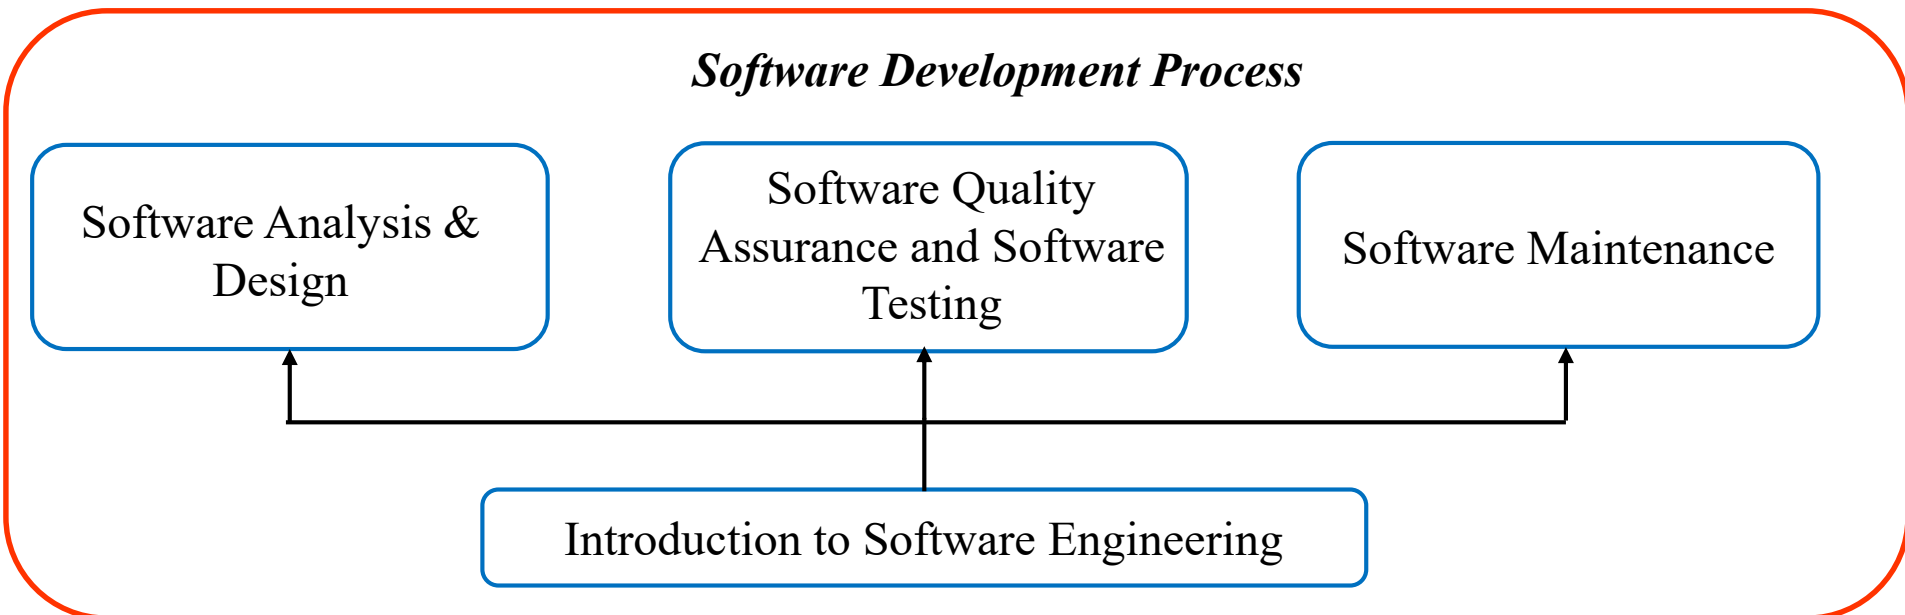 Software Development Process
Software Analysis &
Design
Software Quality
Assurance and Software
Testing
Software Maintenance
Introduction to Software Engineering